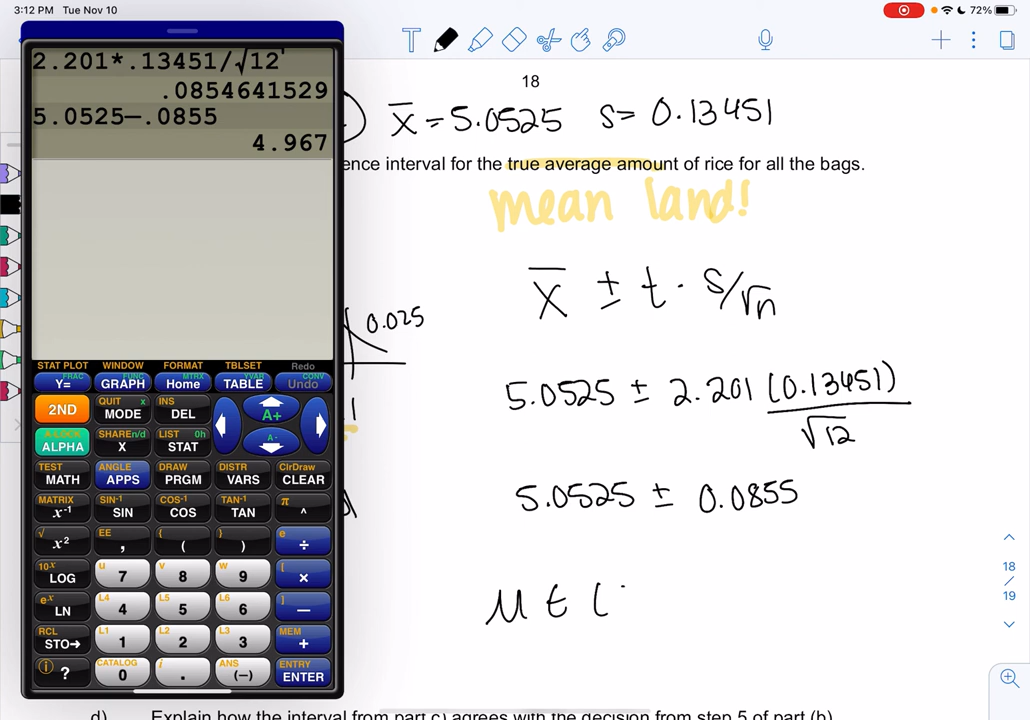 3:12 PM Tue Nov 10
72%
T
2.201*.13451/√12
.0854641529
5.0525−.0855
4.967
18
x̄ = 5.0525 s = 0.13451
ence interval for the true average amount of rice for all the bags.
mean land!
x̄ ± t · s/√n
0.025
5.0525 ± 2.201 (0.13451)
√12
5.0525 ± 0.0855
μ ∈ (
STAT PLOT WINDOW FORMAT TBLSET Redo
FRAC CONV
Y= GRAPH Home TABLE Undo
QUIT x INS
2ND MODE DEL A+
A-LOCK SHARE n/d LIST 0h A-
ALPHA X STAT
TEST ANGLE DRAW DISTR ClrDraw
MATH APPS PRGM VARS CLEAR
MATRIX SIN⁻¹ COS⁻¹ TAN⁻¹ π
MTRX
x⁻¹ SIN COS TAN ^
√ EE { } e
x² , ( ) ÷
10ˣ u v w [
LOG 7 8 9 ×
eˣ L4 L5 L6 ]
LN 4 5 6 −
RCL L1 L2 L3 MEM
STO→ 1 2 3 +
CATALOG i ANS ENTRY
? 0 . (−) ENTER
18
/
19
d) Explain how the interval from part c) agrees with the decision from step 5 of part (b)